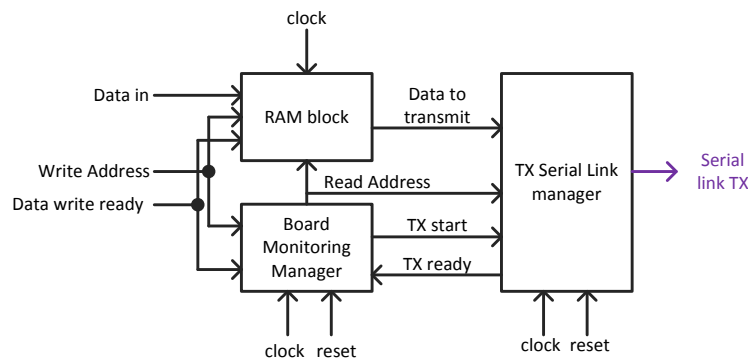 clock
Data in
RAM block
Data to
transmit
Write Address
Data write ready
Read Address
TX Serial Link
manager
Serial
link TX
Board
Monitoring
Manager
TX start
TX ready
clock
reset
clock
reset